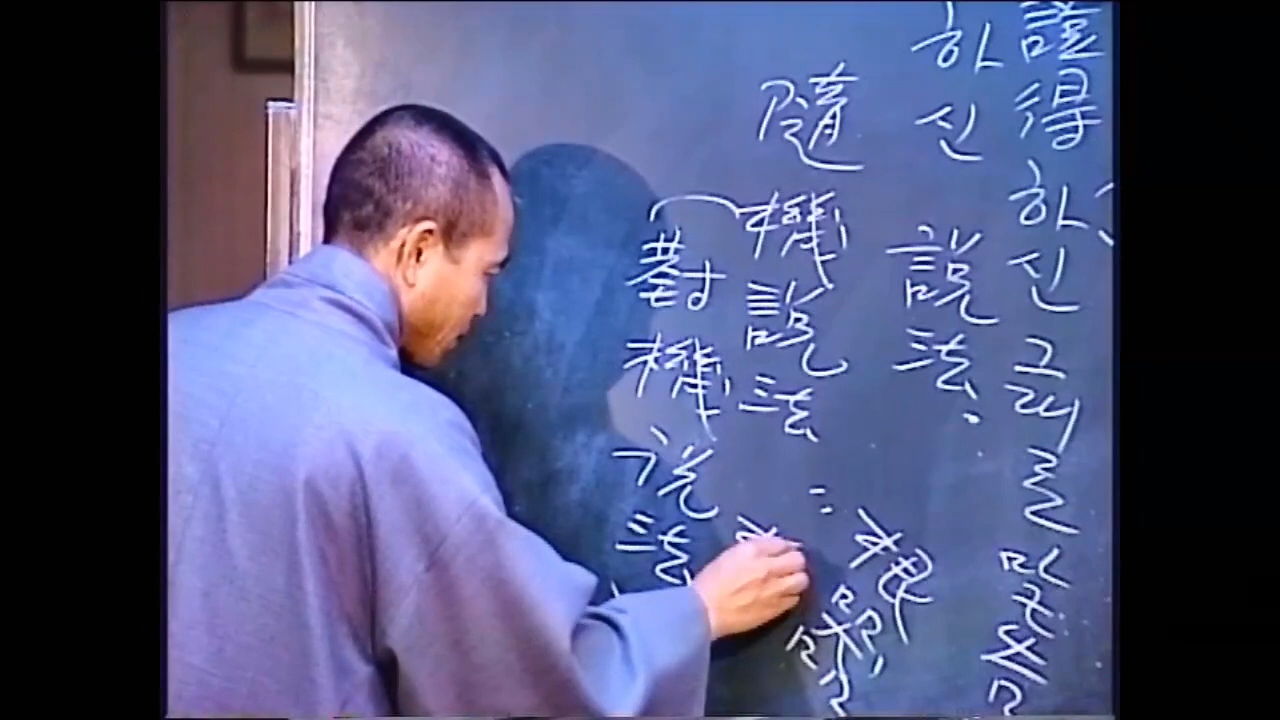 證得하신 그대로 말씀
하신 說法.
隨機說法
根器
對機說法